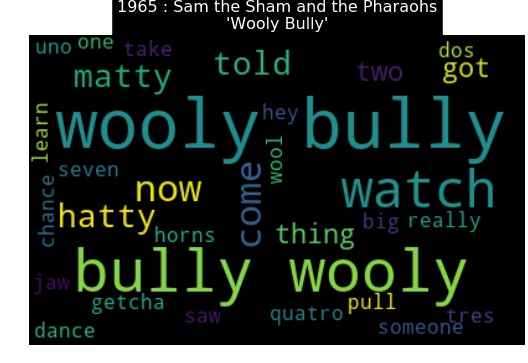 1965 : Sam the Sham and the Pharaohs
'Wooly Bully'
uno one take dos
matty told two got
learn wooly hey bully
wool
seven now come watch
chance hatty big really
horns thing
bully wooly
jaw getcha pull
saw quatro tres
dance someone